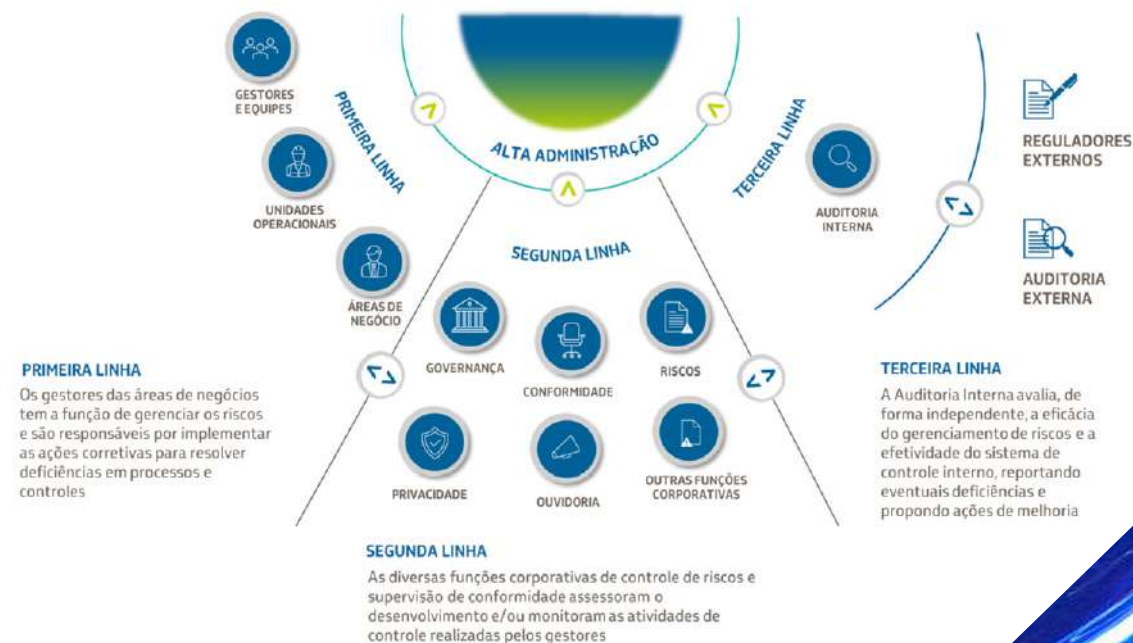 GESTORES
E EQUIPES
PRIMEIRA LINHA
UNIDADES
OPERACIONAIS
ÁREAS DE
NEGÓCIO
ALTA ADMINISTRAÇÃO
SEGUNDA LINHA
GOVERNANÇA
CONFORMIDADE
RISCOS
PRIVACIDADE
OUVIDORIA
OUTRAS FUNÇÕES
CORPORATIVAS
TERCEIRA LINHA
AUDITORIA
INTERNA
REGULADORES
EXTERNOS
AUDITORIA
EXTERNA
PRIMEIRA LINHA
Os gestores das áreas de negócios
tem a função de gerenciar os riscos
e são responsáveis por implementar
as ações corretivas para resolver
deficiências em processos e
controles
SEGUNDA LINHA
As diversas funções corporativas de controle de riscos e
supervisão de conformidade assessoram o
desenvolvimento e/ou monitoram as atividades de
controle realizadas pelos gestores
TERCEIRA LINHA
A Auditoria Interna avalia, de
forma independente, a eficácia
do gerenciamento de riscos e a
efetividade do sistema de
controle interno, reportando
eventuais deficiências e
propondo ações de melhoria